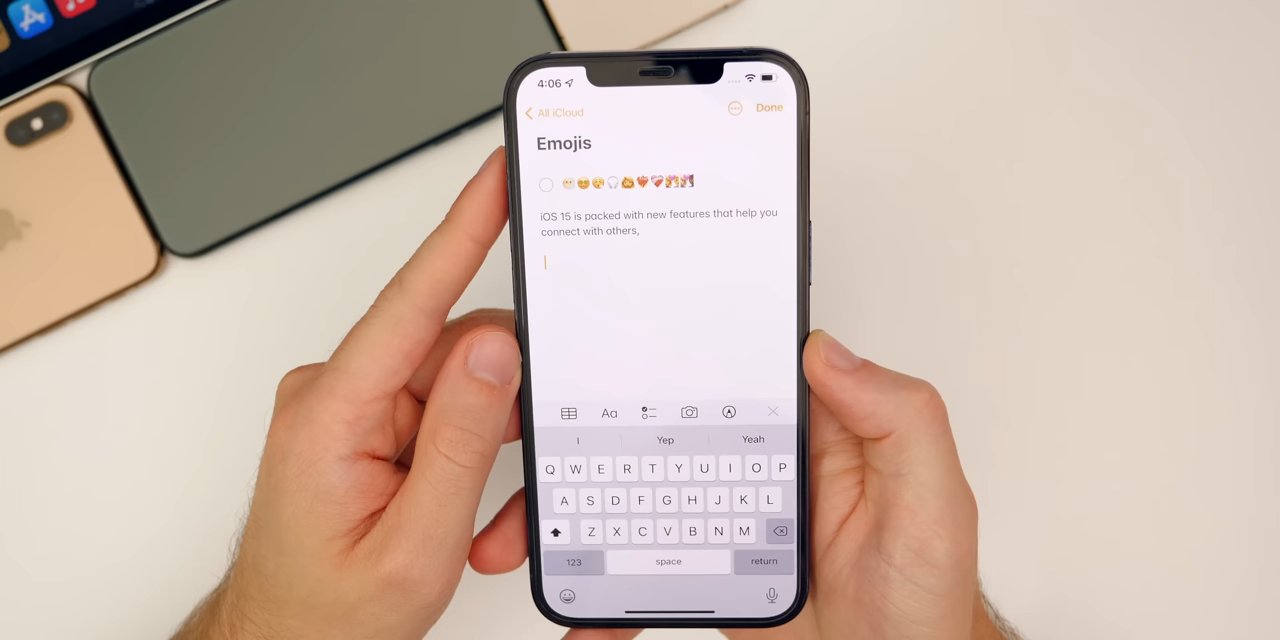 4:06
All iCloud
Done
Emojis
iOS 15 is packed with new features that help you
connect with others,
Aa
I Yep Yeah
Q W E R T Y U I O P
A S D F G H J K L
Z X C V B N M
123 space return